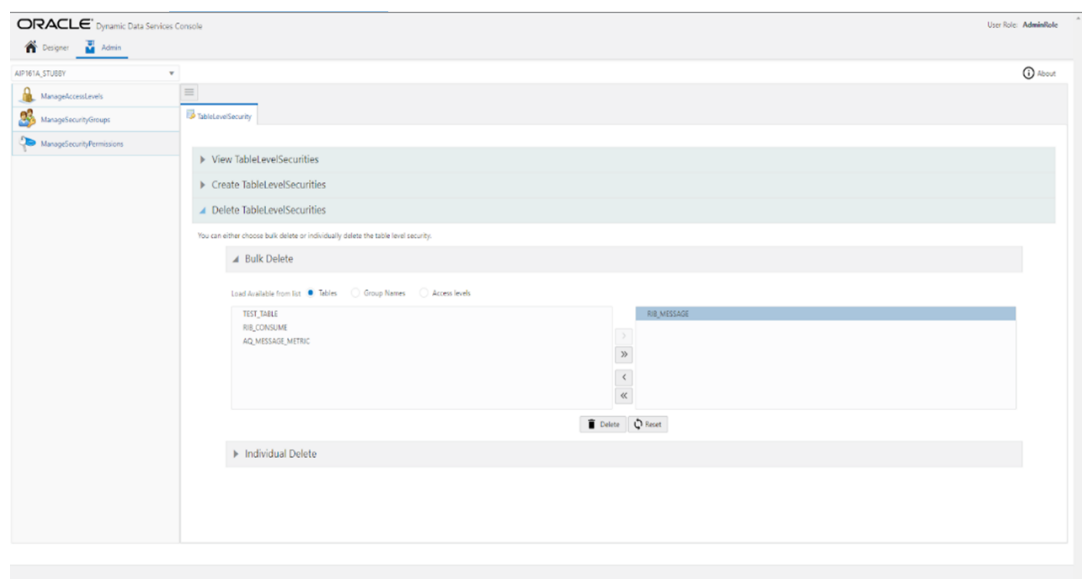 ORACLE Dynamic Data Services Console
User Role: AdminRole
Designer Admin
AIP161A_STUBBY
About
ManageAccessLevels
ManageSecurityGroups
TableLevelSecurity
ManageSecurityPermissions
View TableLevelSecurities
Create TableLevelSecurities
Delete TableLevelSecurities
You can either choose bulk delete or individually delete the table level security.
Bulk Delete
Load Available from list Tables Group Names Access levels
TEST_TABLE
RIB_CONSUME
AQ_MESSAGE_METRIC
RIB_MESSAGE
Delete Reset
Individual Delete